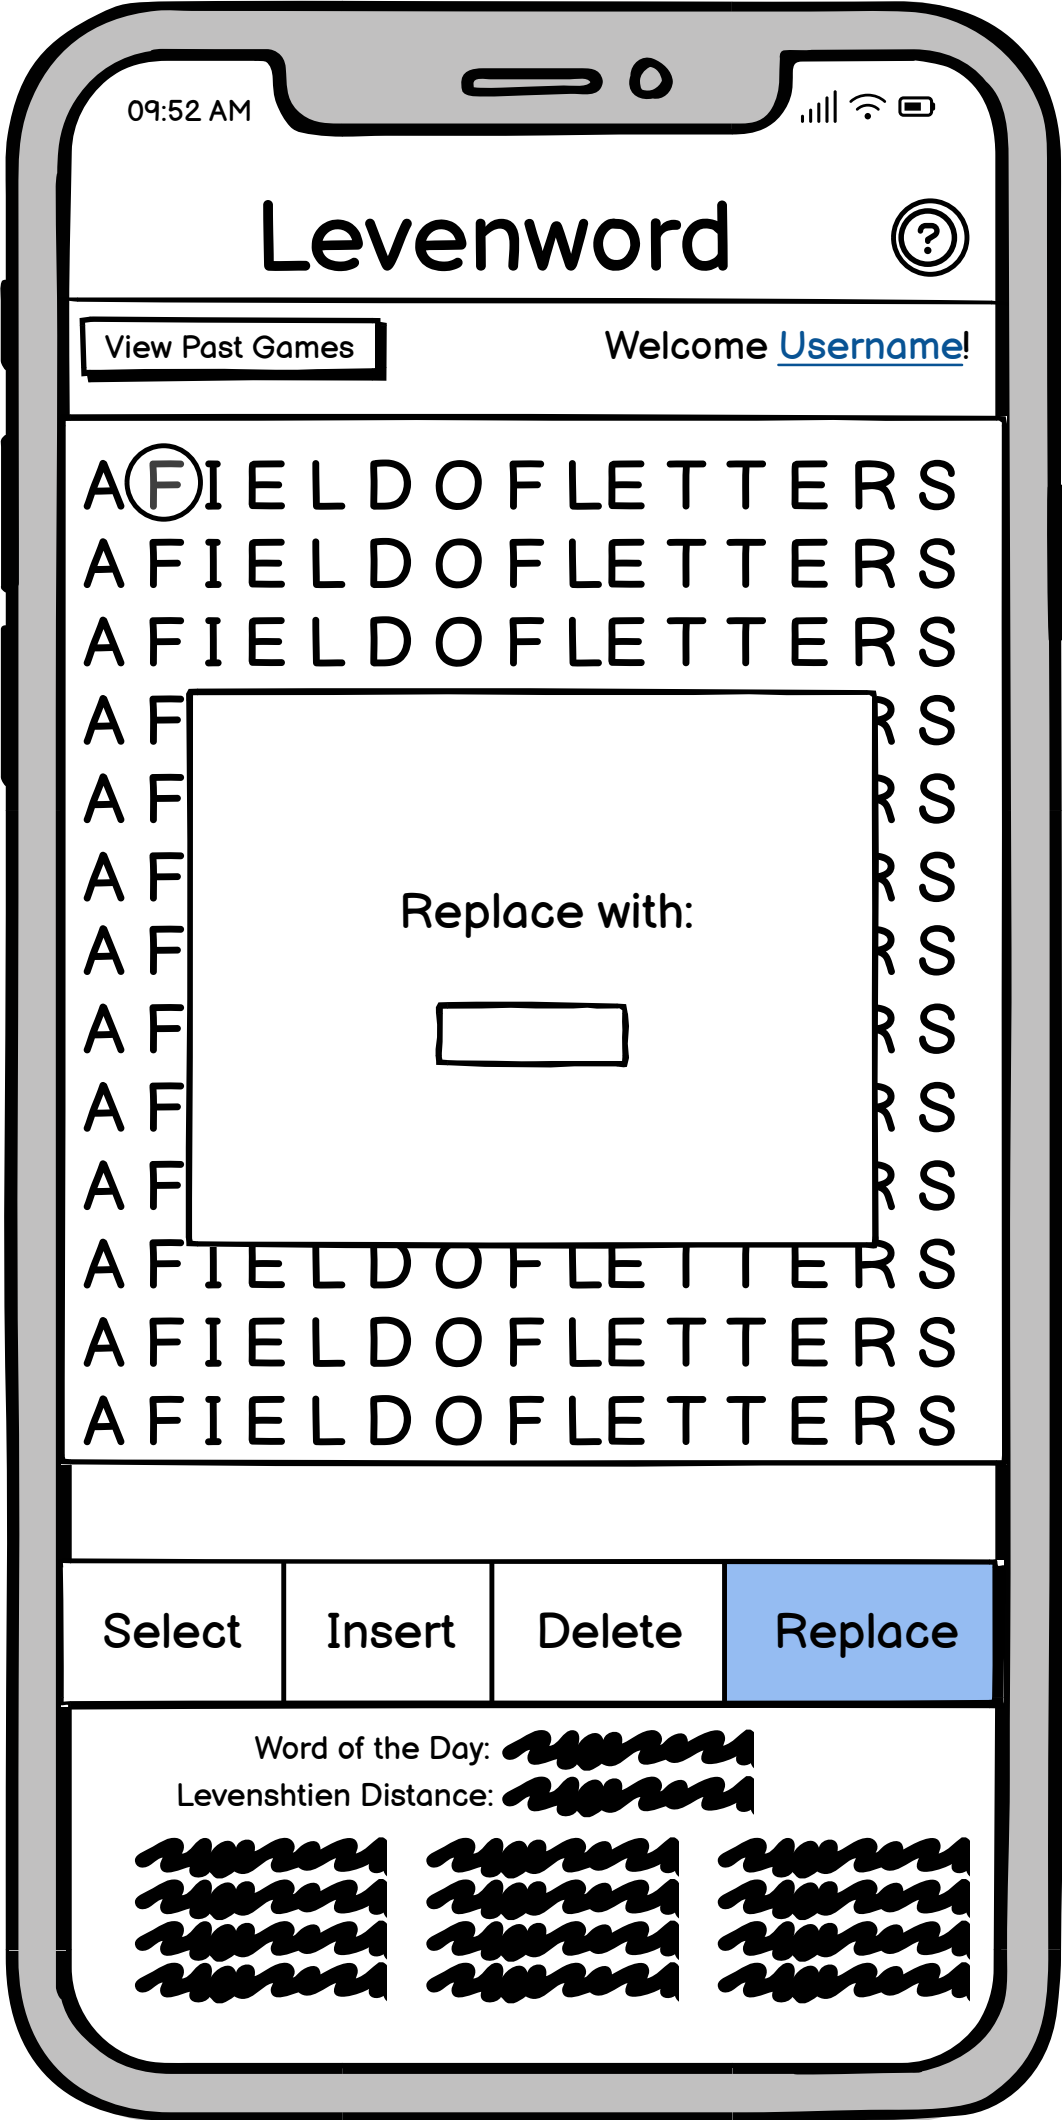 09:52 AM
Levenword
?
View Past Games
Welcome Username!
A F I E L D O F L E T T E R S
A F I E L D O F L E T T E R S
A F I E L D O F L E T T E R S
A F R S
A F R S
A F R S
Replace with:
A F R S
A F R S
A F R S
A F R S
A F I E L D O F L E T T E R S
A F I E L D O F L E T T E R S
A F I E L D O F L E T T E R S
Select Insert Delete Replace
Word of the Day:
Levenshtien Distance: